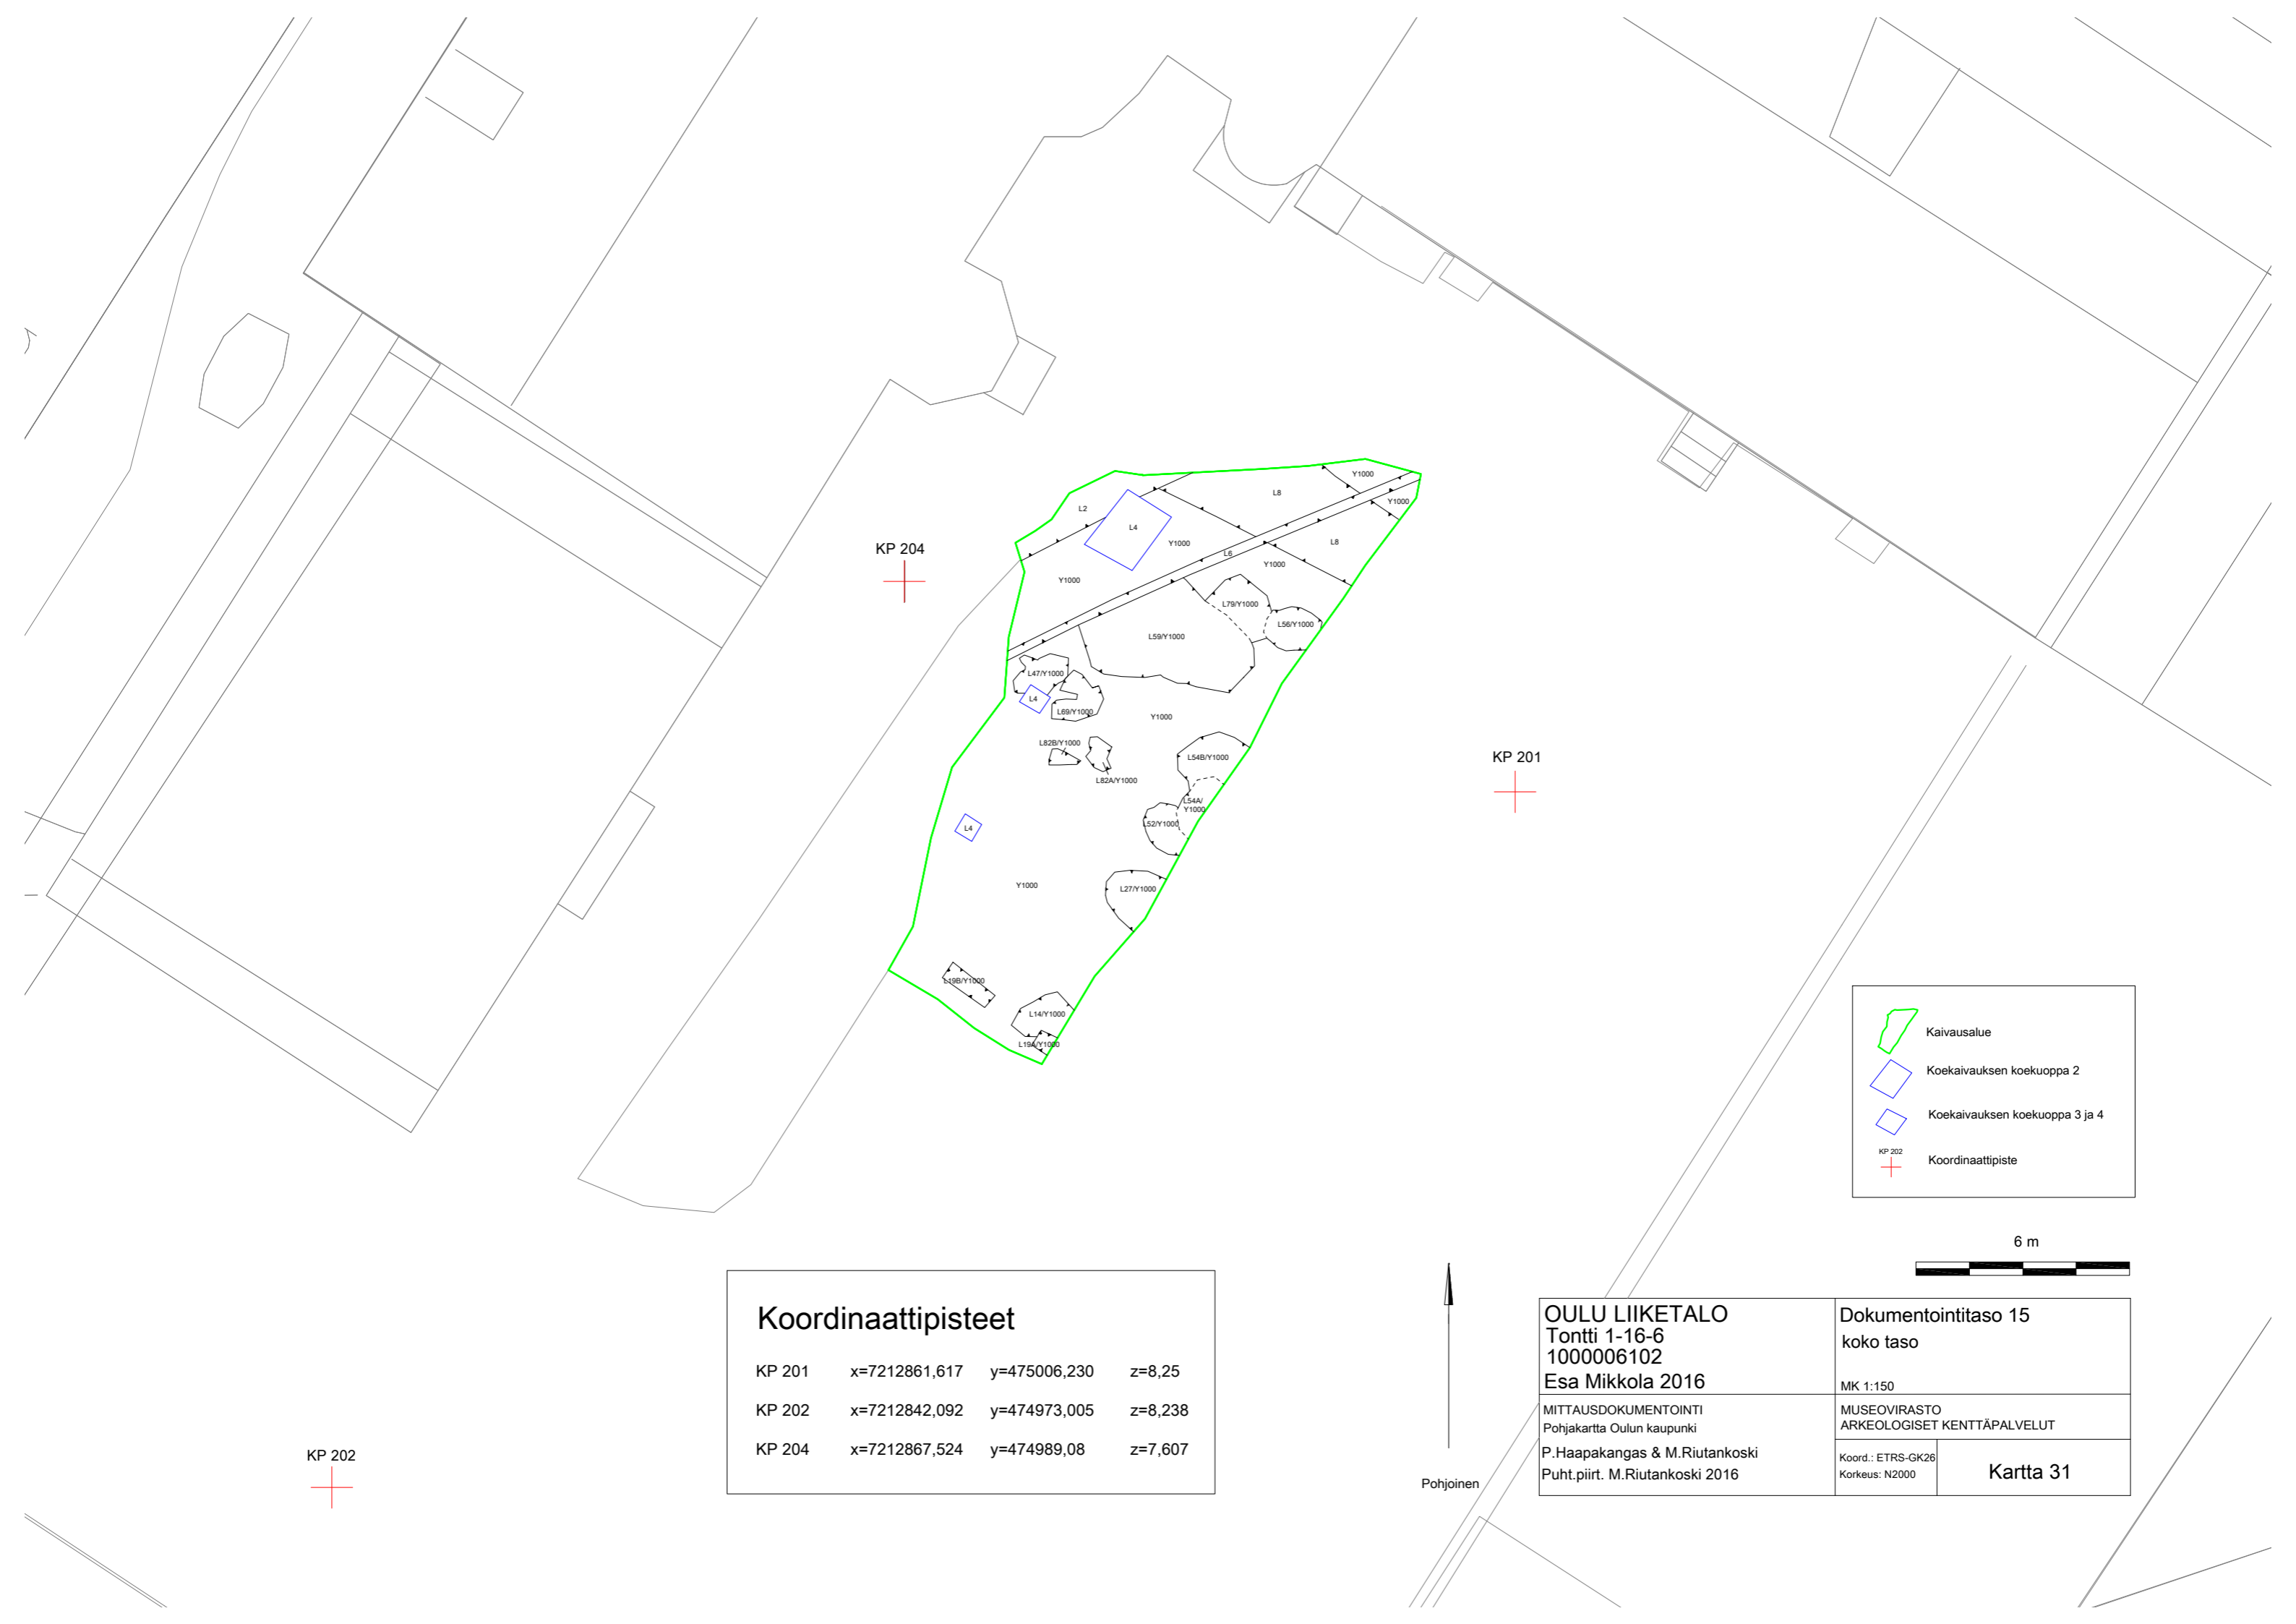 Y1000
L8
Y1000
L2
L4
Y1000
L8
L6
KP 204
Y1000
Y1000
L79/Y1000
L56/Y1000
L59/Y1000
L47/Y1000
L4
L69/Y1000
Y1000
L82B/Y1000
L82A/Y1000
L54B/Y1000
KP 201
L54A/
Y1000
L52/Y1000
L4
Y1000
L27/Y1000
L19B/Y1000
L14/Y1000
L19A/Y1000
Kaivausalue
Koekaivauksen koekuoppa 2
Koekaivauksen koekuoppa 3 ja 4
KP 202
Koordinaattipiste
6 m
Koordinaattipisteet
KP 201 x=7212861,617 y=475006,230 z=8,25
KP 202 x=7212842,092 y=474973,005 z=8,238
KP 204 x=7212867,524 y=474989,08 z=7,607
KP 202
Pohjoinen
OULU LIIKETALO
Tontti 1-16-6
1000006102
Esa Mikkola 2016
Dokumentointitaso 15
koko taso
MK 1:150
MITTAUSDOKUMENTOINTI
Pohjakartta Oulun kaupunki
P.Haapakangas & M.Riutankoski
Puht.piirt. M.Riutankoski 2016
MUSEOVIRASTO
ARKEOLOGISET KENTTÄPALVELUT
Koord.: ETRS-GK26
Korkeus: N2000
Kartta 31